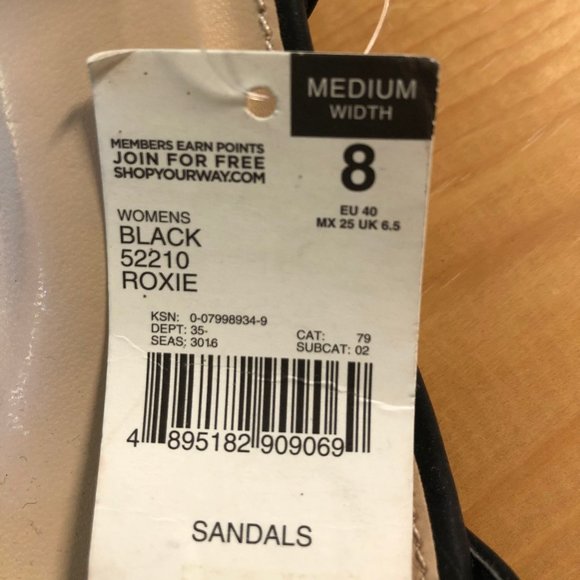 MEDIUM
WIDTH
8
EU 40
MX 25 UK 6.5
MEMBERS EARN POINTS
JOIN FOR FREE
SHOPYOURWAY.COM
WOMENS
BLACK
52210
ROXIE
KSN: 0-07998934-9
DEPT: 35-
SEAS: 3016
CAT: 79
SUBCAT: 02
4 895182 909069
SANDALS